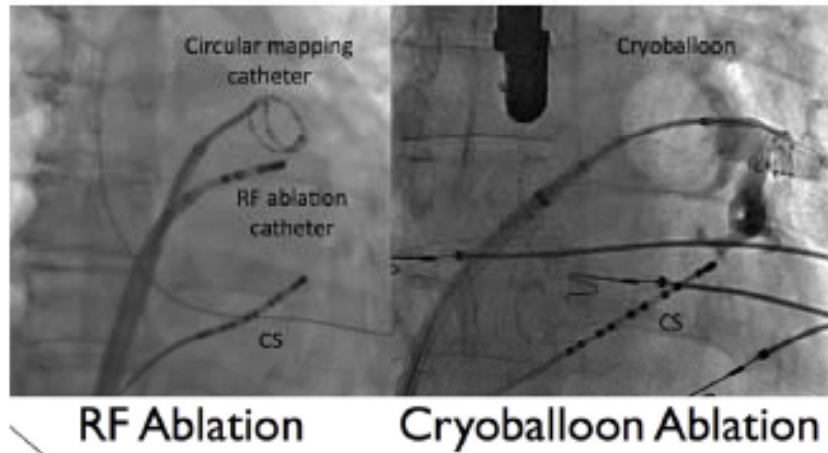 Circular mapping
catheter
RF ablation
catheter
CS
Cryoballoon
CS
RF Ablation
Cryoballoon Ablation